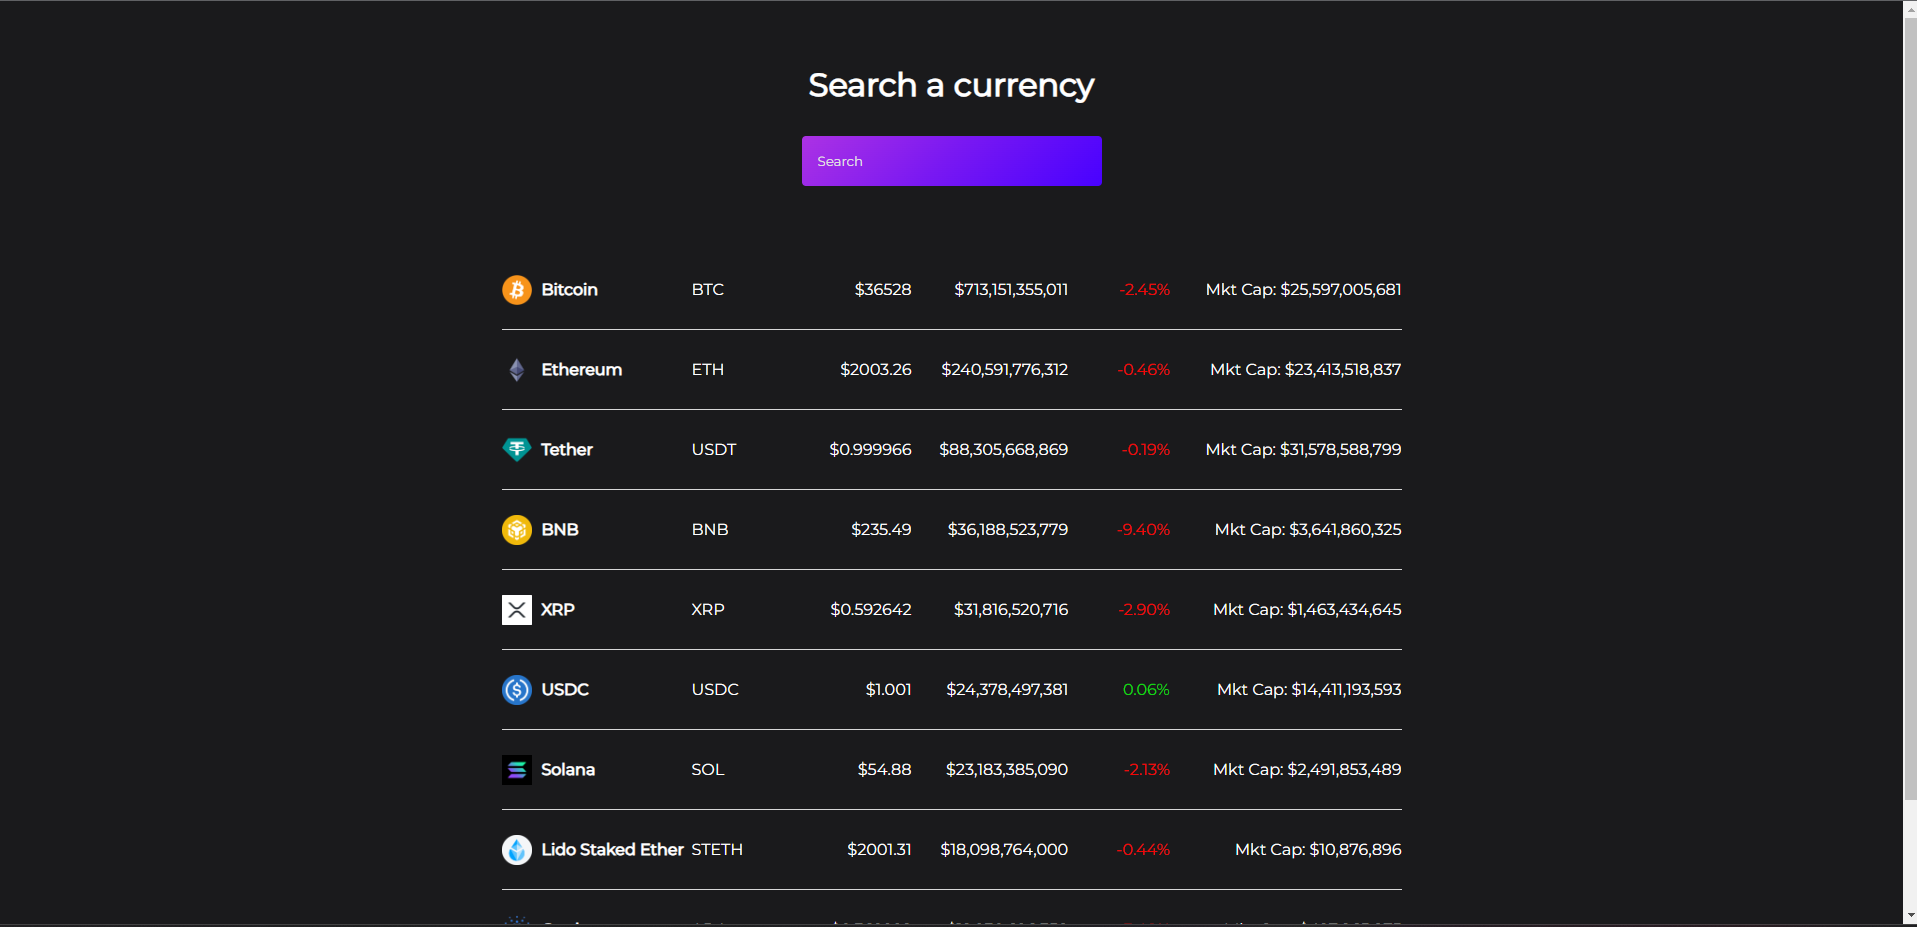 Search a currency
Search
Bitcoin BTC $36528 $713,151,355,011 -2.45% Mkt Cap: $25,597,005,681
Ethereum ETH $2003.26 $240,591,776,312 -0.46% Mkt Cap: $23,413,518,837
Tether USDT $0.999966 $88,305,668,869 -0.19% Mkt Cap: $31,578,588,799
BNB BNB $235.49 $36,188,523,779 -9.40% Mkt Cap: $3,641,860,325
XRP XRP $0.592642 $31,816,520,716 -2.90% Mkt Cap: $1,463,434,645
USDC USDC $1.001 $24,378,497,381 0.06% Mkt Cap: $14,411,193,593
Solana SOL $54.88 $23,183,385,090 -2.13% Mkt Cap: $2,491,853,489
Lido Staked Ether STETH $2001.31 $18,098,764,000 -0.44% Mkt Cap: $10,876,896